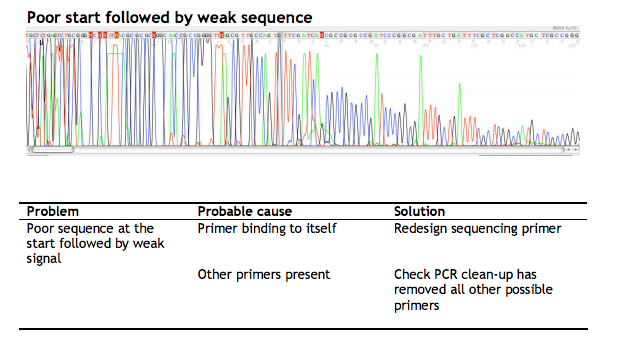 Poor start followed by weak sequence
Problem Probable cause Solution
Poor sequence at the Primer binding to itself Redesign sequencing primer
start followed by weak
signal
Other primers present Check PCR clean-up has
removed all other possible
primers